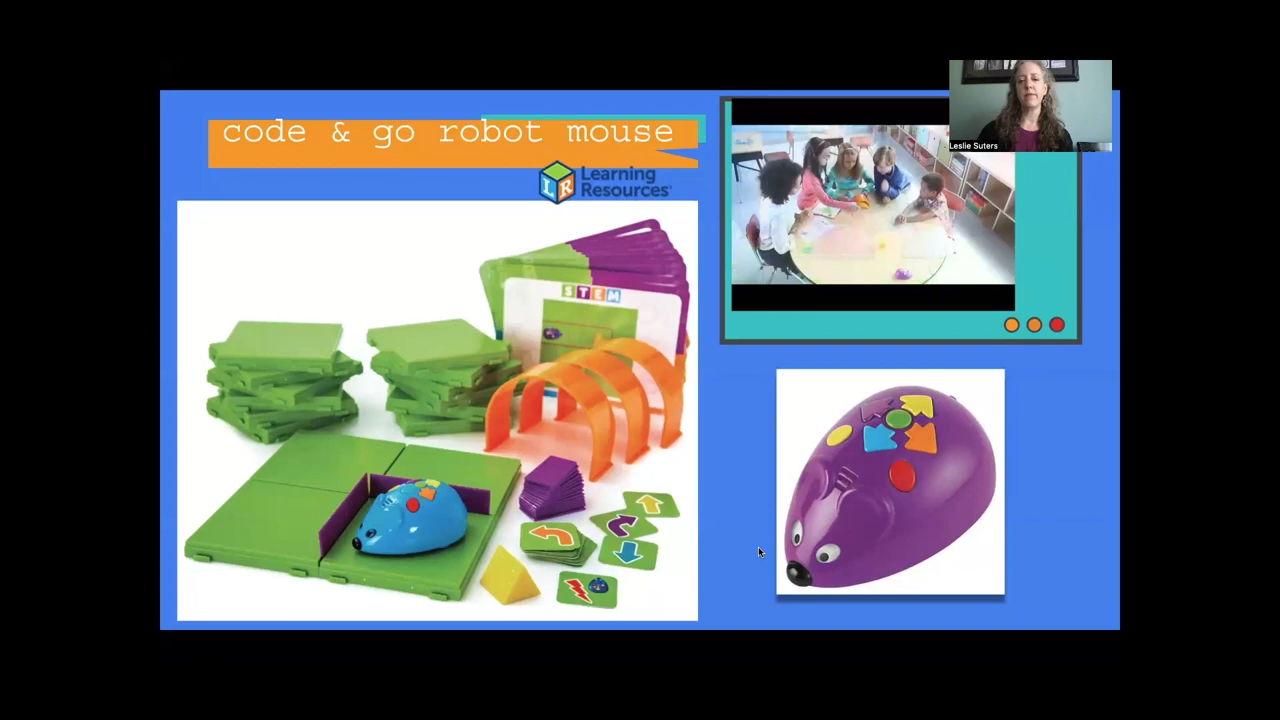 code & go robot mouse
Learning
Resources
L R
Leslie Suters
STEM